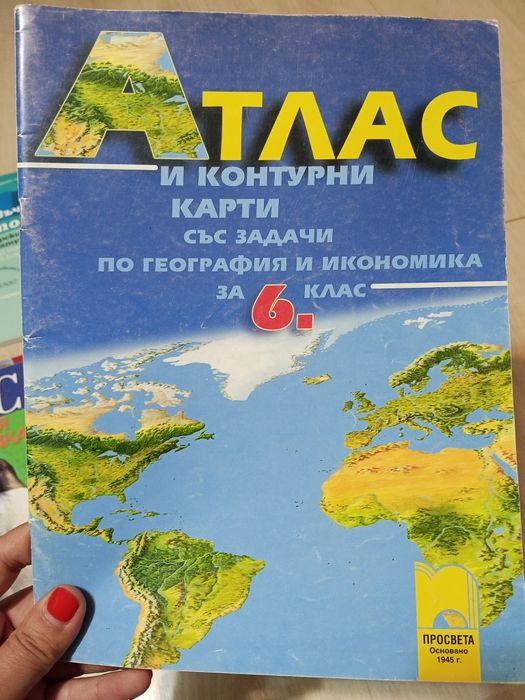 АТЛАС
И КОНТУРНИ
КАРТИ
СЪС ЗАДАЧИ
ПО ГЕОГРАФИЯ И ИКОНОМИКА
ЗА 6. КЛАС
ПРОСВЕТА
Основано
1945 г.